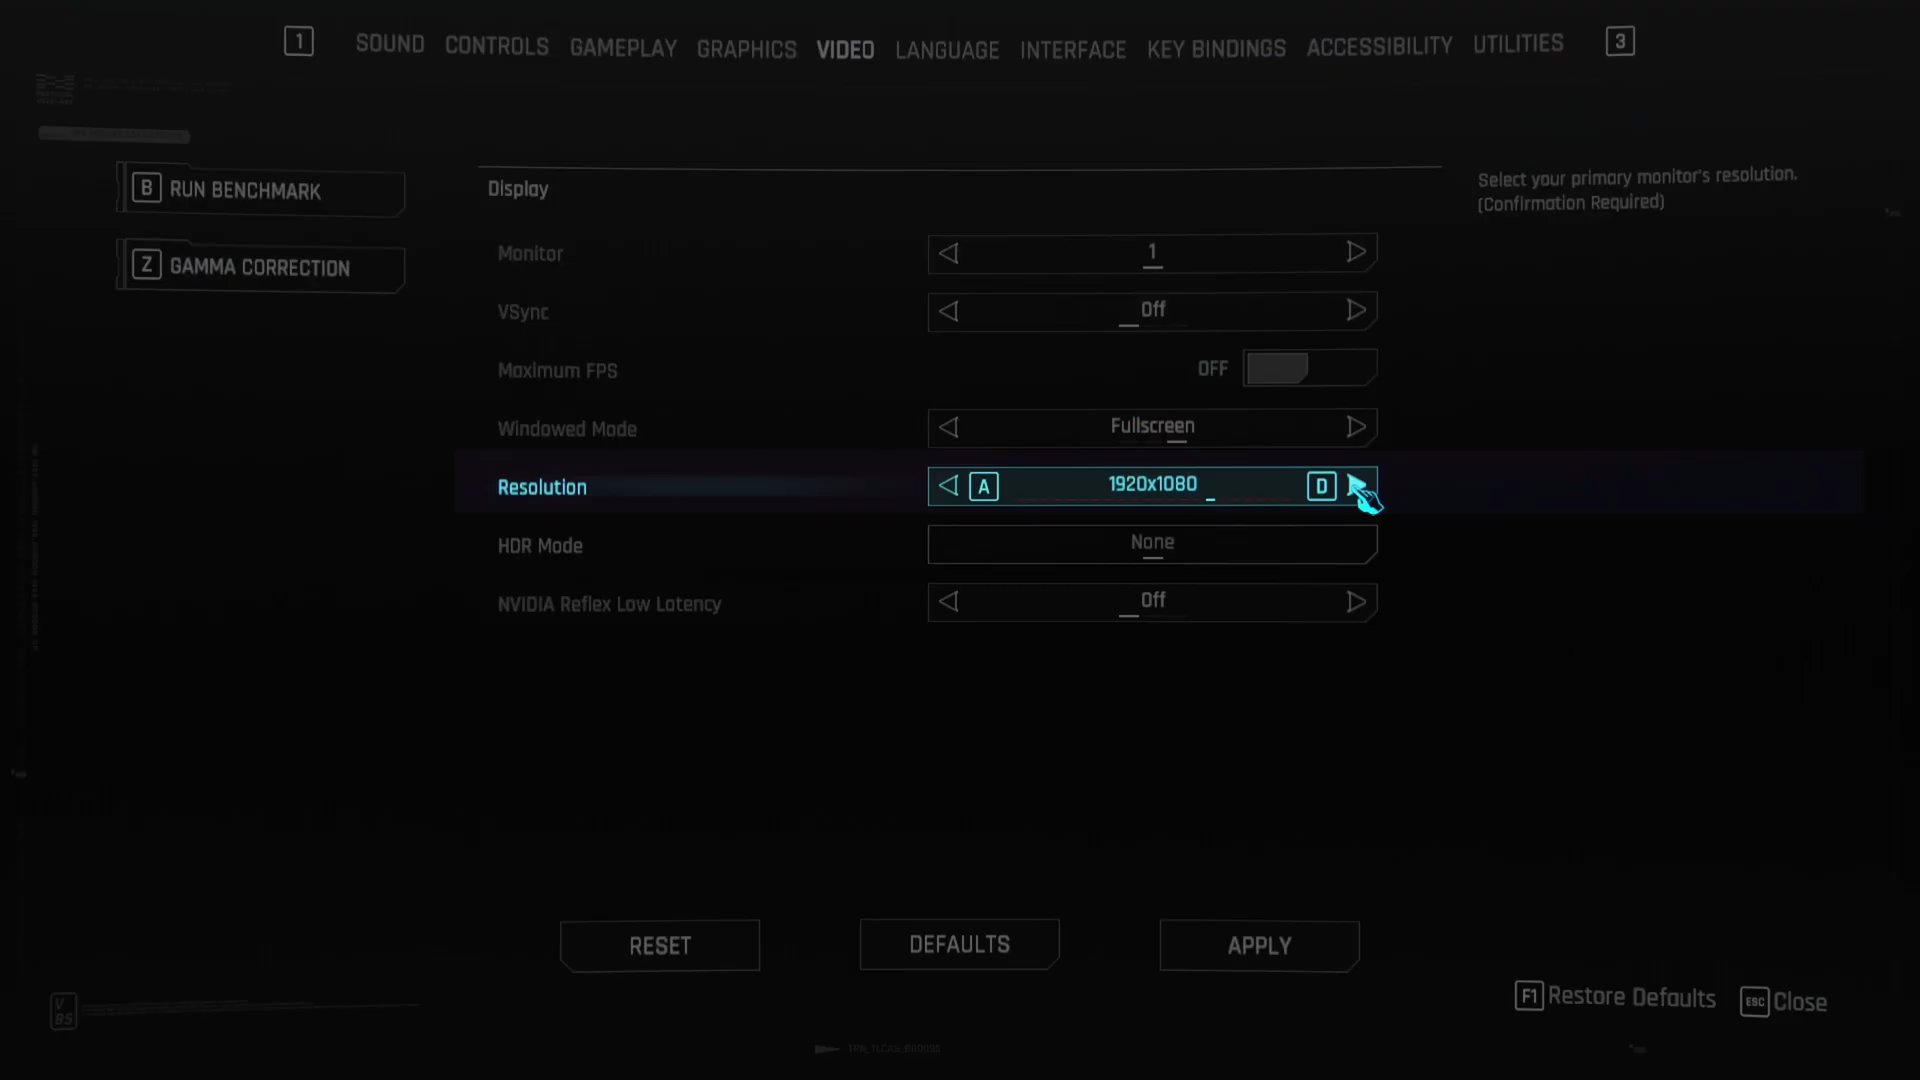 1 SOUND CONTROLS GAMEPLAY GRAPHICS VIDEO LANGUAGE INTERFACE KEY BINDINGS ACCESSIBILITY UTILITIES 3
B RUN BENCHMARK
Z GAMMA CORRECTION
Display
Monitor 1
VSync Off
Maximum FPS OFF
Windowed Mode Fullscreen
Resolution A 1920x1080 D
HDR Mode None
NVIDIA Reflex Low Latency Off
Select your primary monitor's resolution.
(Confirmation Required)
RESET DEFAULTS APPLY
F1 Restore Defaults ESC Close
V
85